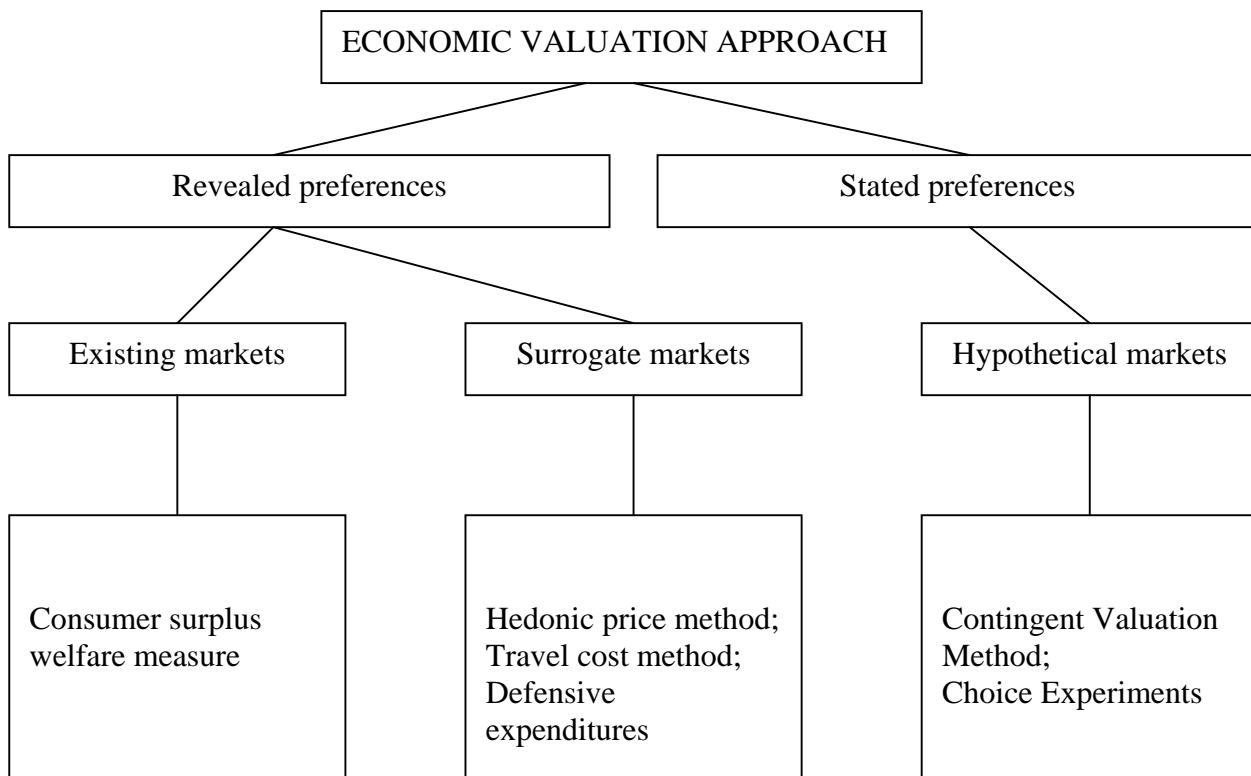 ECONOMIC VALUATION APPROACH
Revealed preferences
Stated preferences
Existing markets
Surrogate markets
Hypothetical markets
Consumer surplus
welfare measure
Hedonic price method;
Travel cost method;
Defensive
expenditures
Contingent Valuation
Method;
Choice Experiments